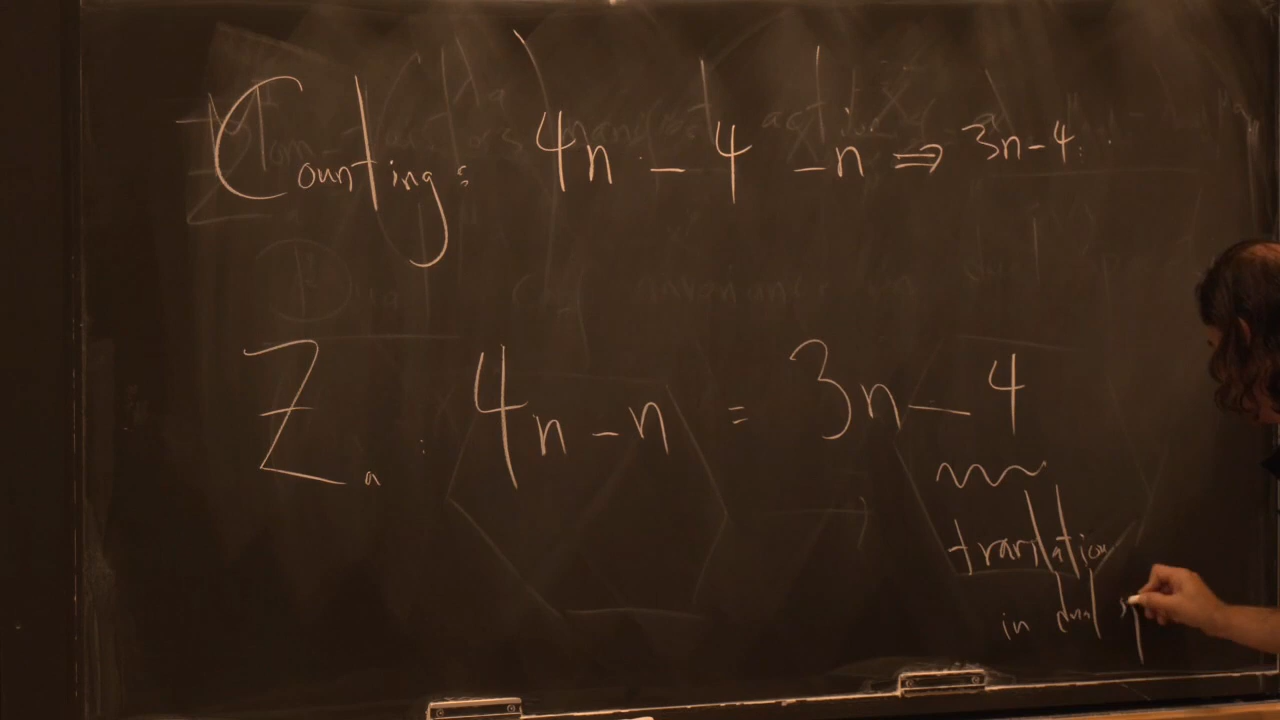 Counting: 4n - 4 - n ⇒ 3n - 4
Z_a : 4n - n = 3n - 4
translation
in dual sp